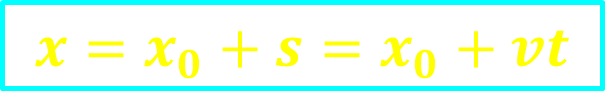 x = x₀ + s = x₀ + vt